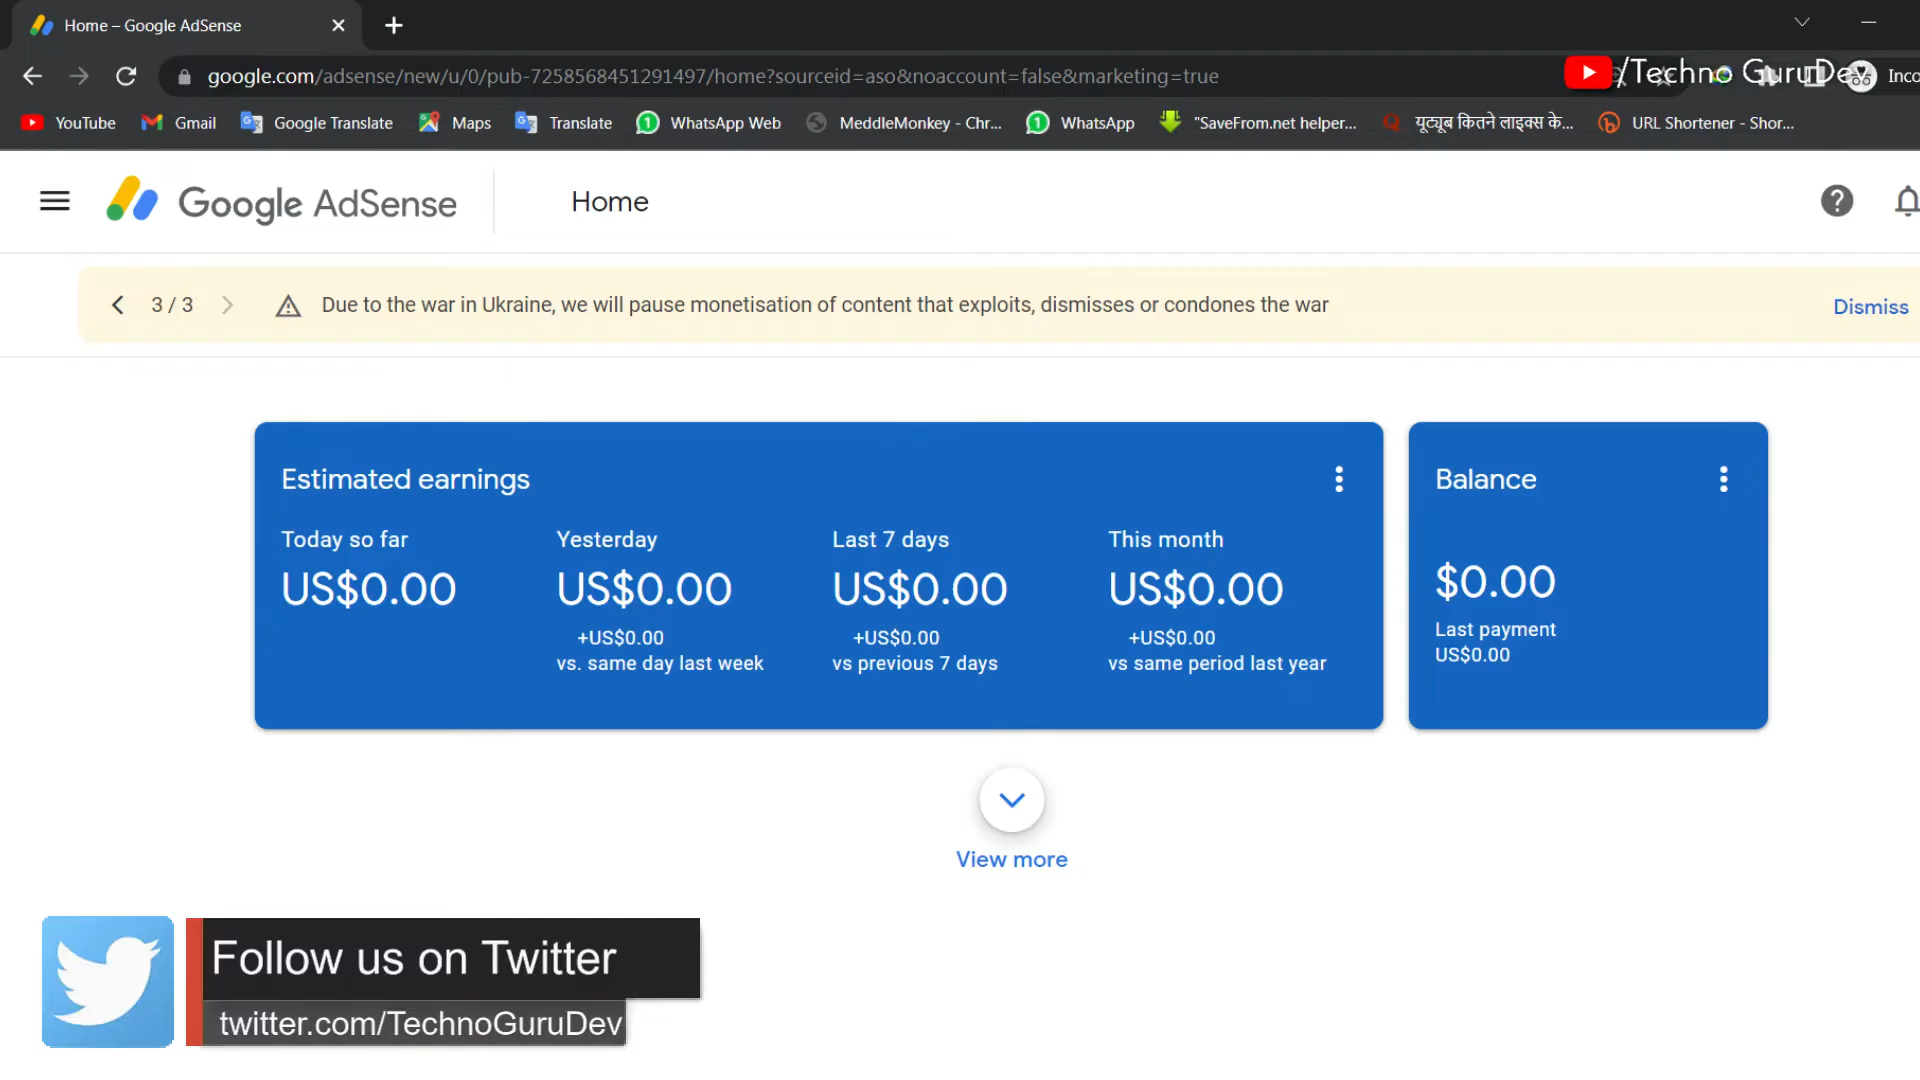 Home – Google AdSense
google.com/adsense/new/u/0/pub-7258568451291497/home?sourceid=aso&noaccount=false&marketing=true
/Techno GuruDev
Inco
YouTube
Gmail
Google Translate
Maps
Translate
WhatsApp Web
MeddleMonkey - Chr...
WhatsApp
"SaveFrom.net helper...
यूट्यूब कितने लाइक्स के...
URL Shortener - Shor...
Google AdSense
Home
3 / 3
Due to the war in Ukraine, we will pause monetisation of content that exploits, dismisses or condones the war
Dismiss
Estimated earnings
Today so far
US$0.00
Yesterday
US$0.00
+US$0.00
vs. same day last week
Last 7 days
US$0.00
+US$0.00
vs previous 7 days
This month
US$0.00
+US$0.00
vs same period last year
Balance
$0.00
Last payment
US$0.00
View more
Follow us on Twitter
twitter.com/TechnoGuruDev